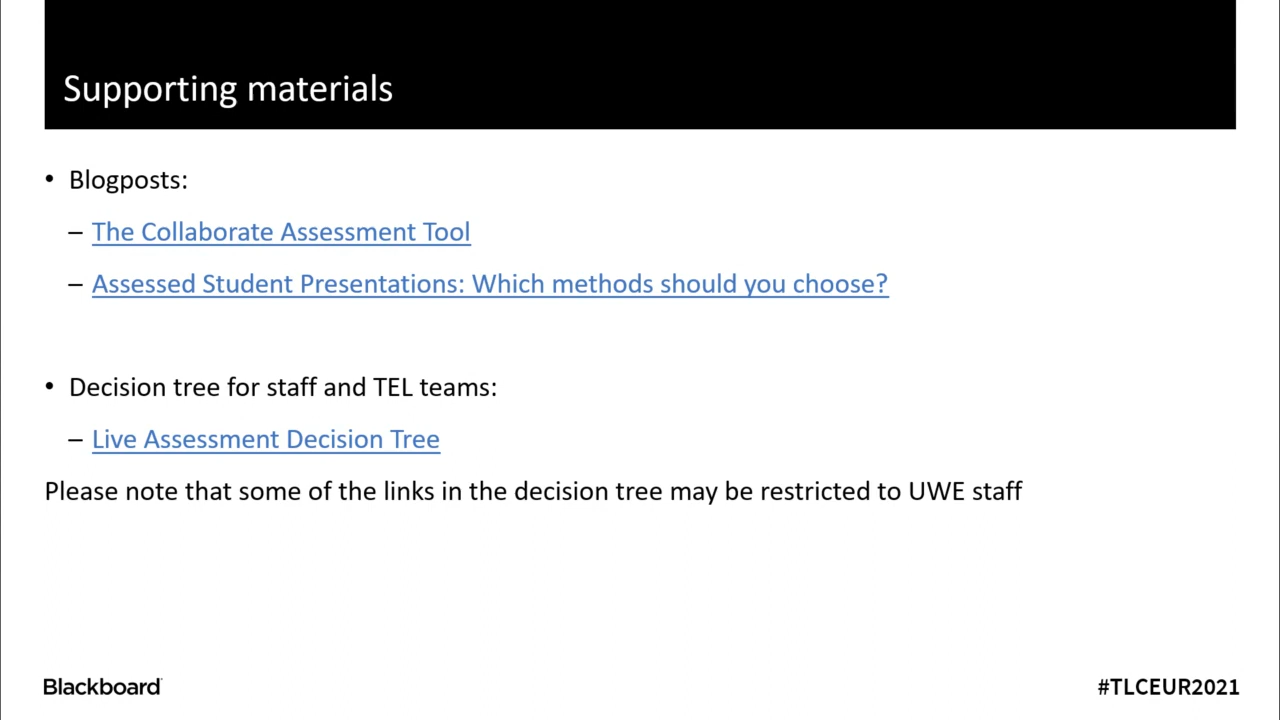 Supporting materials
• Blogposts:
– The Collaborate Assessment Tool
– Assessed Student Presentations: Which methods should you choose?
• Decision tree for staff and TEL teams:
– Live Assessment Decision Tree
Please note that some of the links in the decision tree may be restricted to UWE staff
Blackboard
#TLCEUR2021